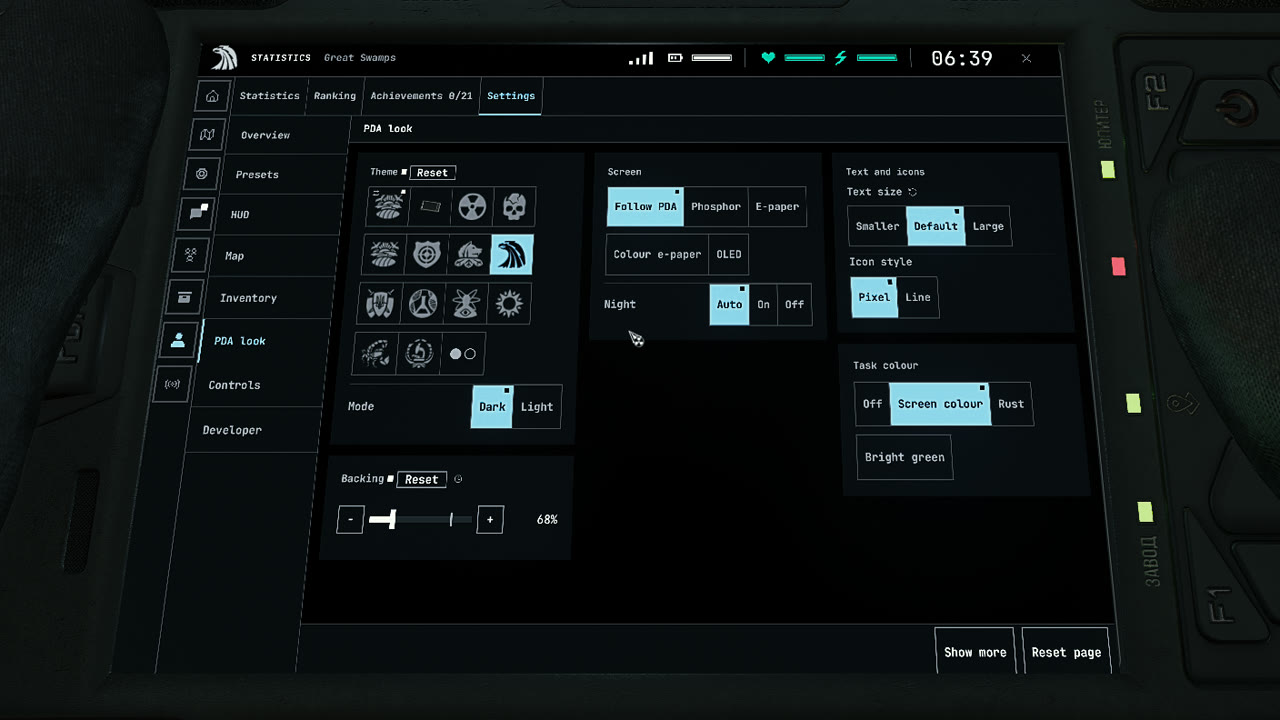 STATISTICS Great Swamps 06:39
Statistics Ranking Achievements 0/21 Settings
PDA look
Overview
Presets
HUD
Map
Inventory
PDA look
Controls
Developer
Theme Reset
Mode Dark Light
Backing Reset
- + 68%
Screen
Follow PDA Phosphor E-paper
Colour e-paper OLED
Night Auto On Off
Text and icons
Text size
Smaller Default Large
Icon style
Pixel Line
Task colour
Off Screen colour Rust
Bright green
Show more Reset page
F2
ЮПИТЕР
ЗАВОД
F1